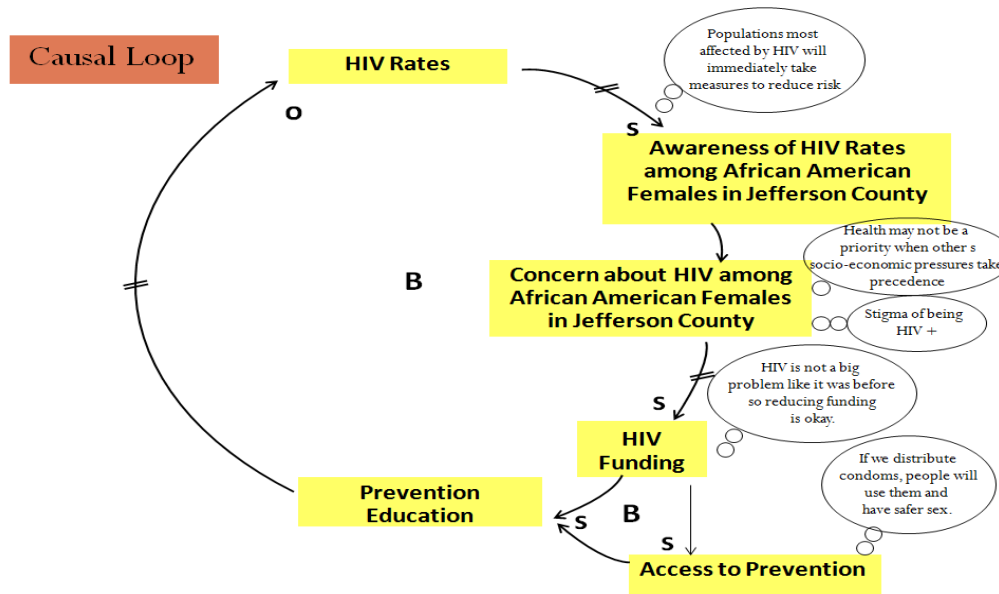 Causal Loop
HIV Rates
O
S
Populations most
affected by HIV will
immediately take
measures to reduce risk
Awareness of HIV Rates
among African American
Females in Jefferson County
Health may not be a
priority when other s
socio-economic pressures take
precedence
B
Concern about HIV among
African American Females
in Jefferson County
Stigma of being
HIV +
HIV is not a big
problem like it was before
so reducing funding
is okay.
S
HIV
Funding
If we distribute
condoms, people will
use them and
have safer sex.
Prevention
Education
S
B
S
Access to Prevention